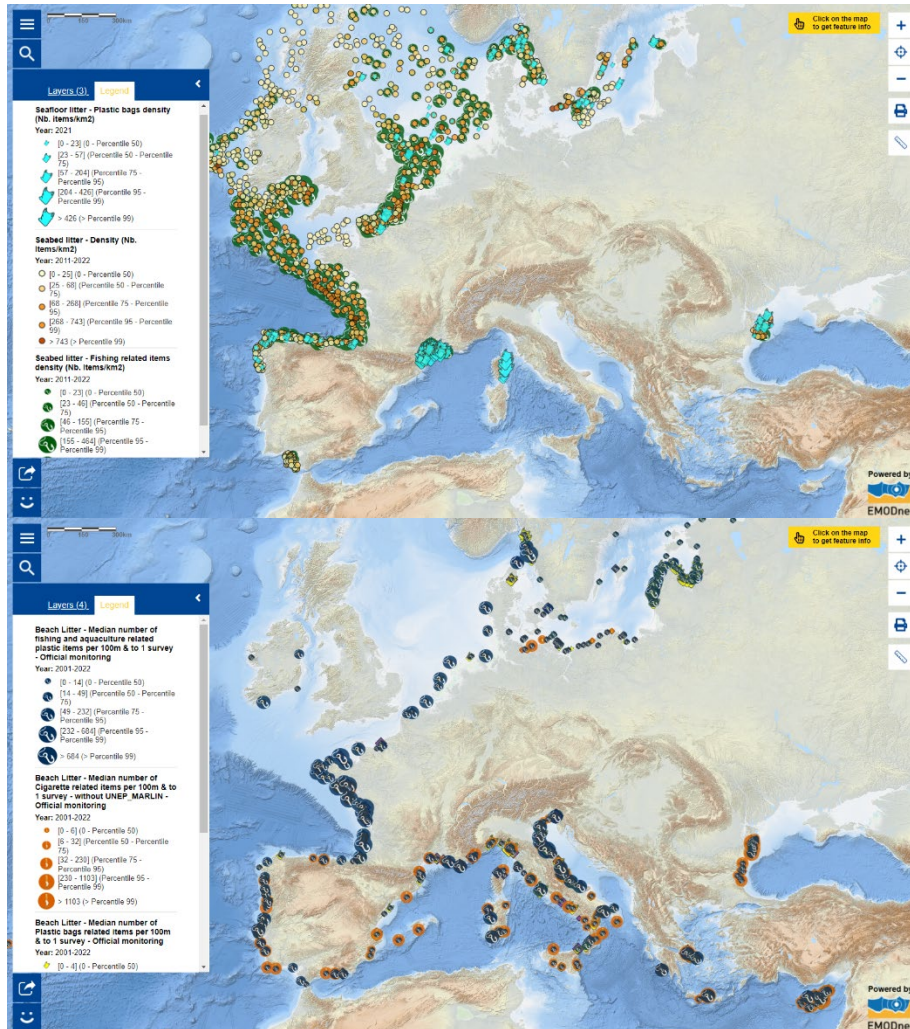 300km
Click on the map
to get feature info
Layers (3)
Legend
Seafloor litter - Plastic bags density
(Nb. items/km2)
Year: 2021
[0 - 23] (0 - Percentile 50)
[23 - 57] (Percentile 50 - Percentile
75)
[57 - 204] (Percentile 75 -
Percentile 95)
[204 - 426] (Percentile 95 -
Percentile 99)
> 426 (> Percentile 99)
Seabed litter - Density (Nb.
items/km2)
Year: 2011-2022
[0 - 25] (0 - Percentile 50)
[25 - 68] (Percentile 50 - Percentile
75)
[68 - 268] (Percentile 75 -
Percentile 95)
[268 - 743] (Percentile 95 -
Percentile 99)
> 743 (> Percentile 99)
Seabed litter - Fishing related items
density (Nb. items/km2)
Year: 2011-2022
[0 - 23] (0 - Percentile 50)
[23 - 46] (Percentile 50 - Percentile
75)
[46 - 155] (Percentile 75 -
Percentile 95)
[155 - 464] (Percentile 95 -
Percentile 99)
Powered by
EMODne
300km
Click on the map
to get feature info
Layers (4)
Legend
Beach Litter - Median number of
fishing and aquaculture related
plastic items per 100m & to 1 survey
- Official monitoring
Year: 2001-2022
[0 - 14] (0 - Percentile 50)
[14 - 49] (Percentile 50 - Percentile
75)
[49 - 232] (Percentile 75 -
Percentile 95)
[232 - 684] (Percentile 95 -
Percentile 99)
> 684 (> Percentile 99)
Beach Litter - Median number of
Cigarette related items per 100m & to
1 survey - without UNEP_MARLIN -
Official monitoring
Year: 2001-2022
[0 - 6] (0 - Percentile 50)
[6 - 32] (Percentile 50 - Percentile
75)
[32 - 230] (Percentile 75 -
Percentile 95)
[230 - 1103] (Percentile 95 -
Percentile 99)
> 1103 (> Percentile 99)
Beach Litter - Median number of
Plastic bags related items per 100m
& to 1 survey - Official monitoring
Year: 2001-2022
[0 - 4] (0 - Percentile 50)
Powered by
EMODne